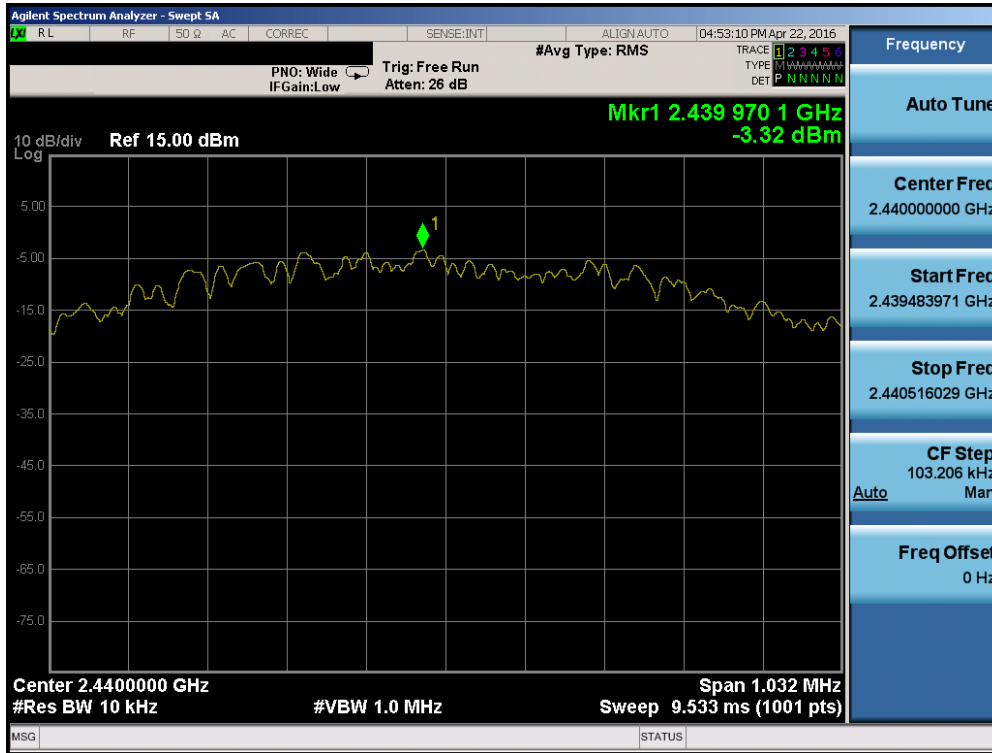 Agilent Spectrum Analyzer - Swept SA
LXI RL RF 50 Ω AC CORREC SENSE:INT ALIGN AUTO 04:53:10 PM Apr 22, 2016
#Avg Type: RMS
TRACE 1 2 3 4 5 6
PNO: Wide
Trig: Free Run
TYPE M
IFGain:Low
Atten: 26 dB
DET P N N N N N
Mkr1 2.439 970 1 GHz
-3.32 dBm
10 dB/div Ref 15.00 dBm
Log
1
5.00
-5.00
-15.0
-25.0
-35.0
-45.0
-55.0
-65.0
-75.0
Center 2.4400000 GHz
Span 1.032 MHz
#Res BW 10 kHz
#VBW 1.0 MHz
Sweep 9.533 ms (1001 pts)
MSG
STATUS
Frequency
Auto Tune
Center Freq
2.440000000 GHz
Start Freq
2.439483971 GHz
Stop Freq
2.440516029 GHz
CF Step
103.206 kHz
Auto Man
Freq Offset
0 Hz